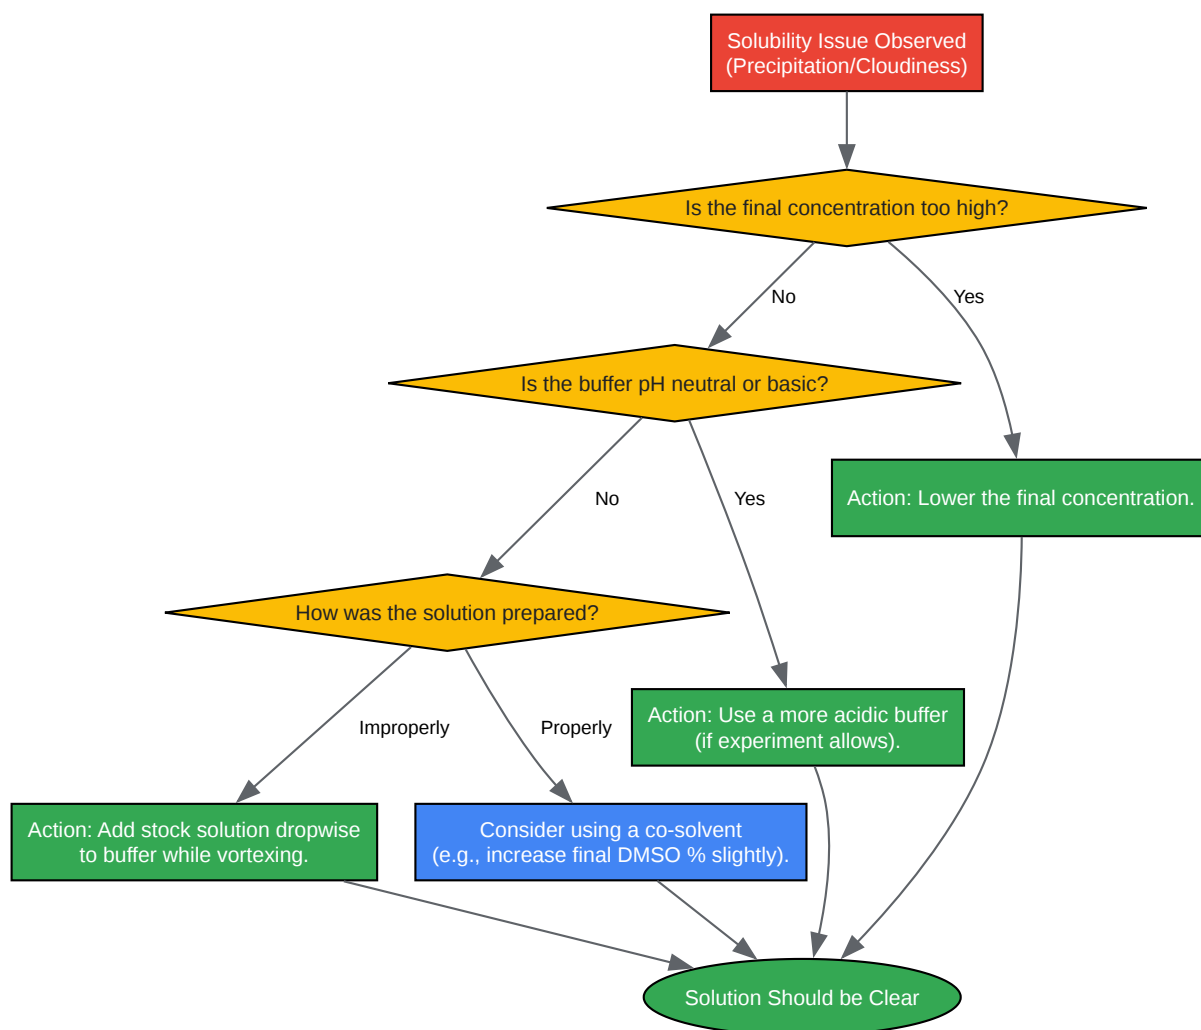 Solubility Issue Observed
(Precipitation/Cloudiness)
Is the final concentration too high?
No
Yes
Is the buffer pH neutral or basic?
No
Yes
Action: Lower the final concentration.
How was the solution prepared?
Improperly
Properly
Action: Use a more acidic buffer
(if experiment allows).
Action: Add stock solution dropwise
to buffer while vortexing.
Consider using a co-solvent
(e.g., increase final DMSO % slightly).
Solution Should be Clear